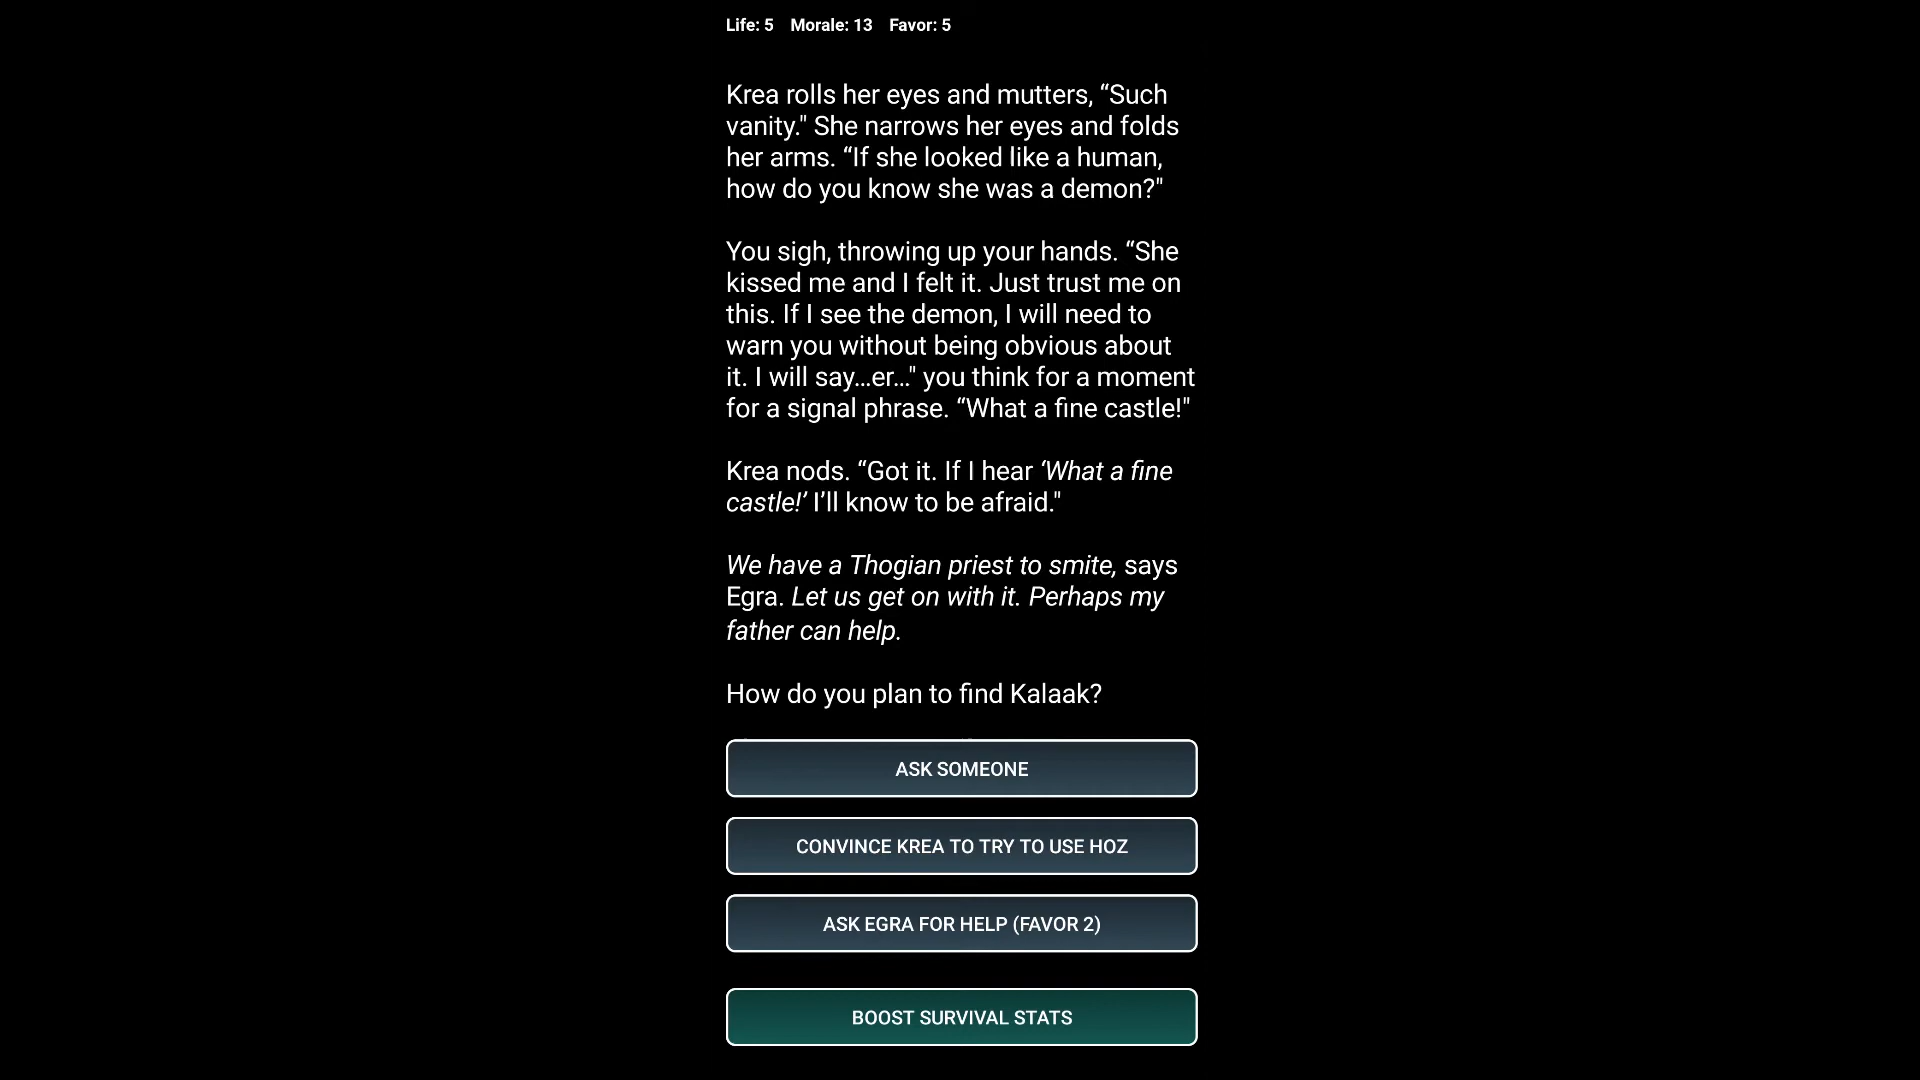 Life: 5 Morale: 13 Favor: 5
Krea rolls her eyes and mutters, “Such
vanity." She narrows her eyes and folds
her arms. “If she looked like a human,
how do you know she was a demon?"
You sigh, throwing up your hands. “She
kissed me and I felt it. Just trust me on
this. If I see the demon, I will need to
warn you without being obvious about
it. I will say…er…" you think for a moment
for a signal phrase. “What a fine castle!"
Krea nods. “Got it. If I hear ‘What a fine
castle!’ I’ll know to be afraid."
We have a Thogian priest to smite, says
Egra. Let us get on with it. Perhaps my
father can help.
How do you plan to find Kalaak?
ASK SOMEONE
CONVINCE KREA TO TRY TO USE HOZ
ASK EGRA FOR HELP (FAVOR 2)
BOOST SURVIVAL STATS